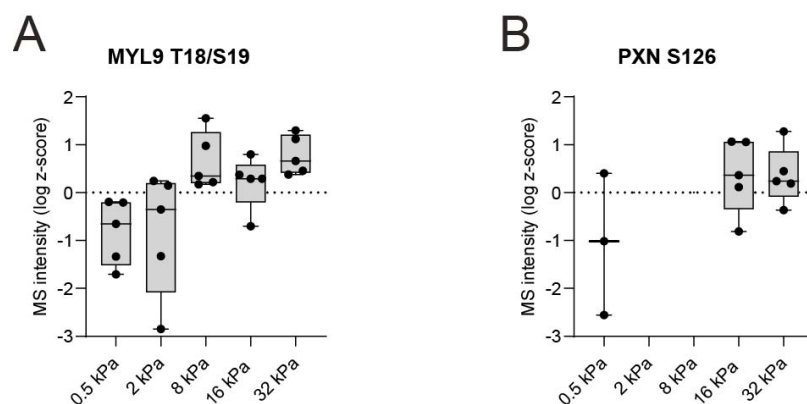 A
MYL9 T18/S19
MS intensity (log z-score)
2
1
0
-1
-2
-3
0.5 kPa
2 kPa
8 kPa
16 kPa
32 kPa
B
PXN S126
MS intensity (log z-score)
2
1
0
-1
-2
-3
0.5 kPa
2 kPa
8 kPa
16 kPa
32 kPa